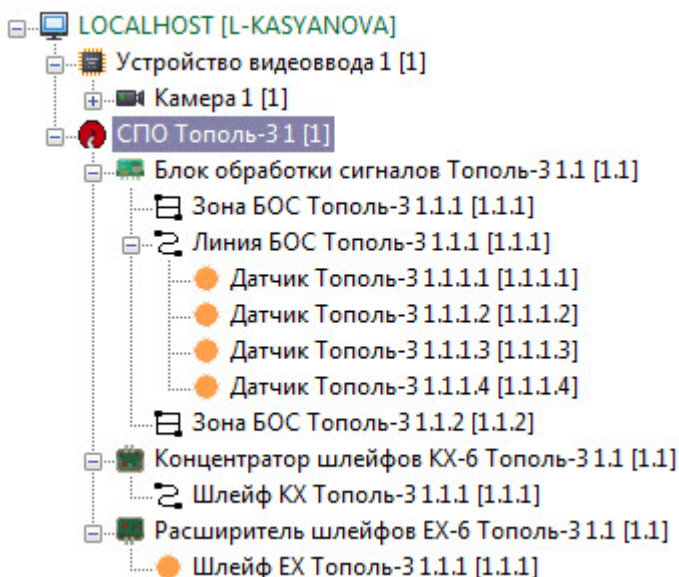 LOCALHOST [L-KASYANOVA]
Устройство видеоввода 1 [1]
Камера 1 [1]
СПО Тополь-3 1 [1]
Блок обработки сигналов Тополь-3 1.1 [1.1]
Зона БОС Тополь-3 1.1.1 [1.1.1]
Линия БОС Тополь-3 1.1.1 [1.1.1]
Датчик Тополь-3 1.1.1.1 [1.1.1.1]
Датчик Тополь-3 1.1.1.2 [1.1.1.2]
Датчик Тополь-3 1.1.1.3 [1.1.1.3]
Датчик Тополь-3 1.1.1.4 [1.1.1.4]
Зона БОС Тополь-3 1.1.2 [1.1.2]
Концентратор шлейфов КХ-6 Тополь-3 1.1 [1.1]
Шлейф КХ Тополь-3 1.1.1 [1.1.1]
Расширитель шлейфов ЕХ-6 Тополь-3 1.1 [1.1]
Шлейф ЕХ Тополь-3 1.1.1 [1.1.1]